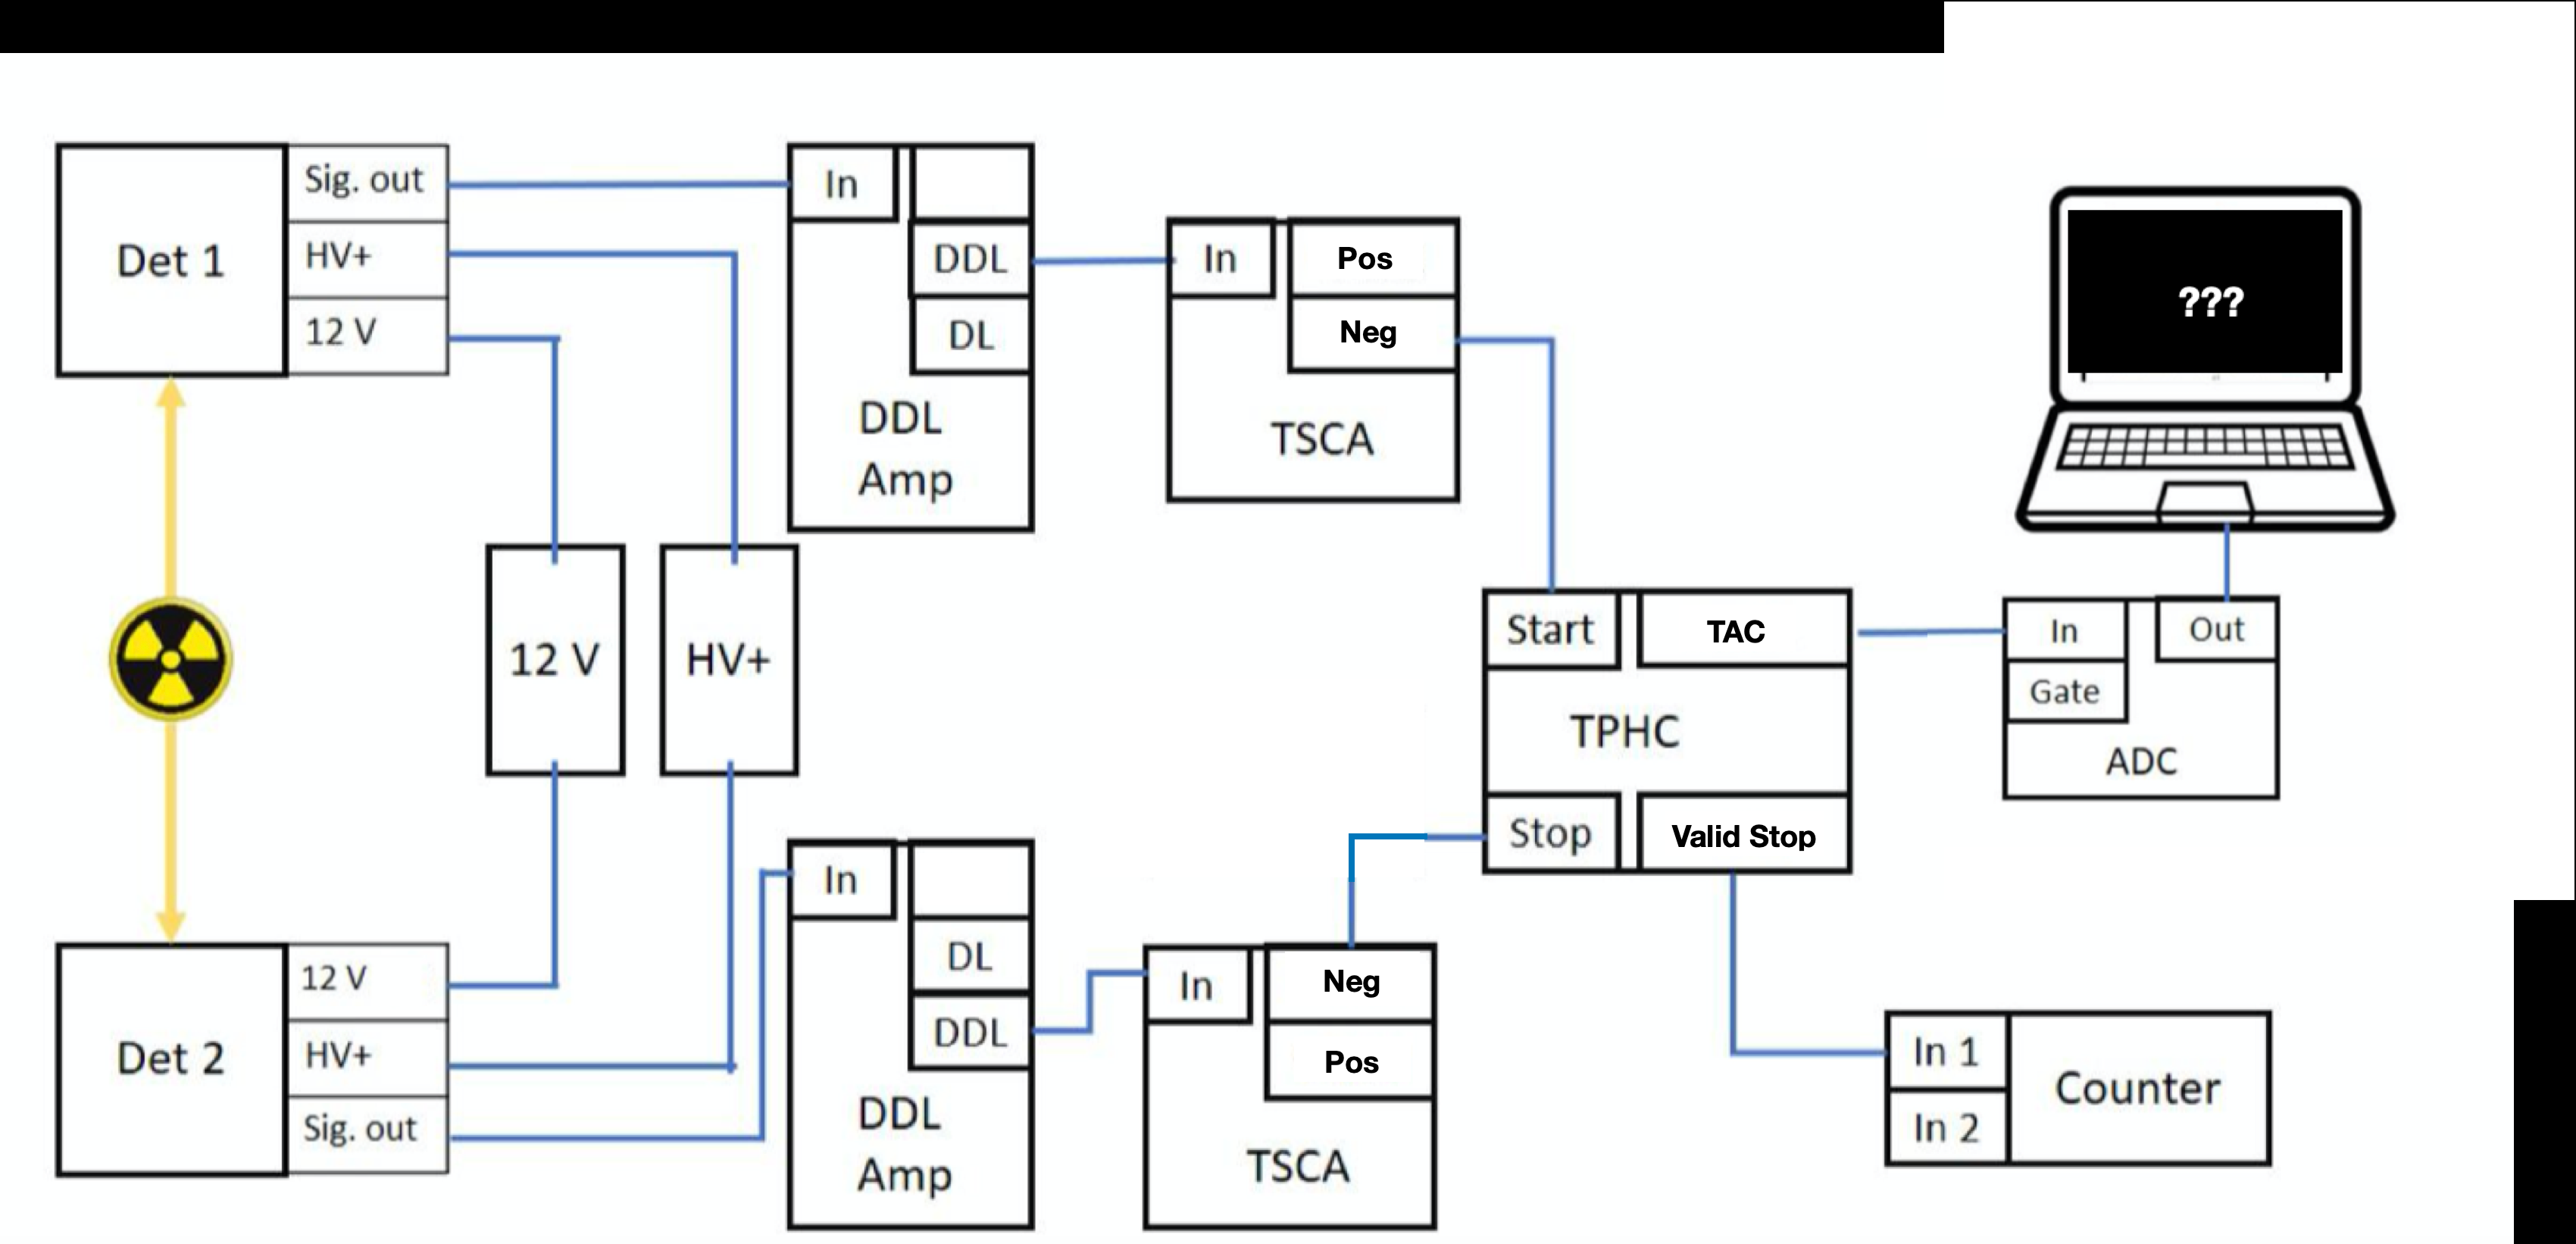 Det 1
Sig. out
HV+
12 V
In
DDL
DL
DDL
Amp
In
Pos
Neg
TSCA
???
12 V
HV+
Start
TAC
TPHC
Stop
Valid Stop
In
Out
Gate
ADC
Det 2
12 V
HV+
Sig. out
In
DL
DDL
DDL
Amp
In
Neg
Pos
TSCA
In 1
In 2
Counter